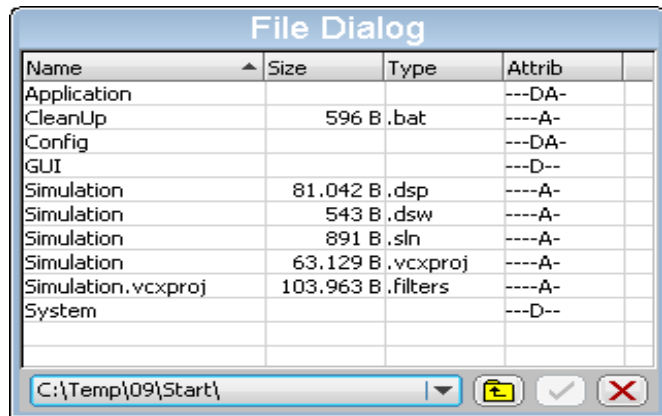 File Dialog
Name Size Type Attrib
Application ---DA-
CleanUp 596 B .bat ----A-
Config ---DA-
GUI ---D--
Simulation 81.042 B .dsp ----A-
Simulation 543 B .dsw ----A-
Simulation 891 B .sln ----A-
Simulation 63.129 B .vcxproj ----A-
Simulation.vcxproj 103.963 B .filters ----A-
System ---D--
C:\Temp\09\Start\